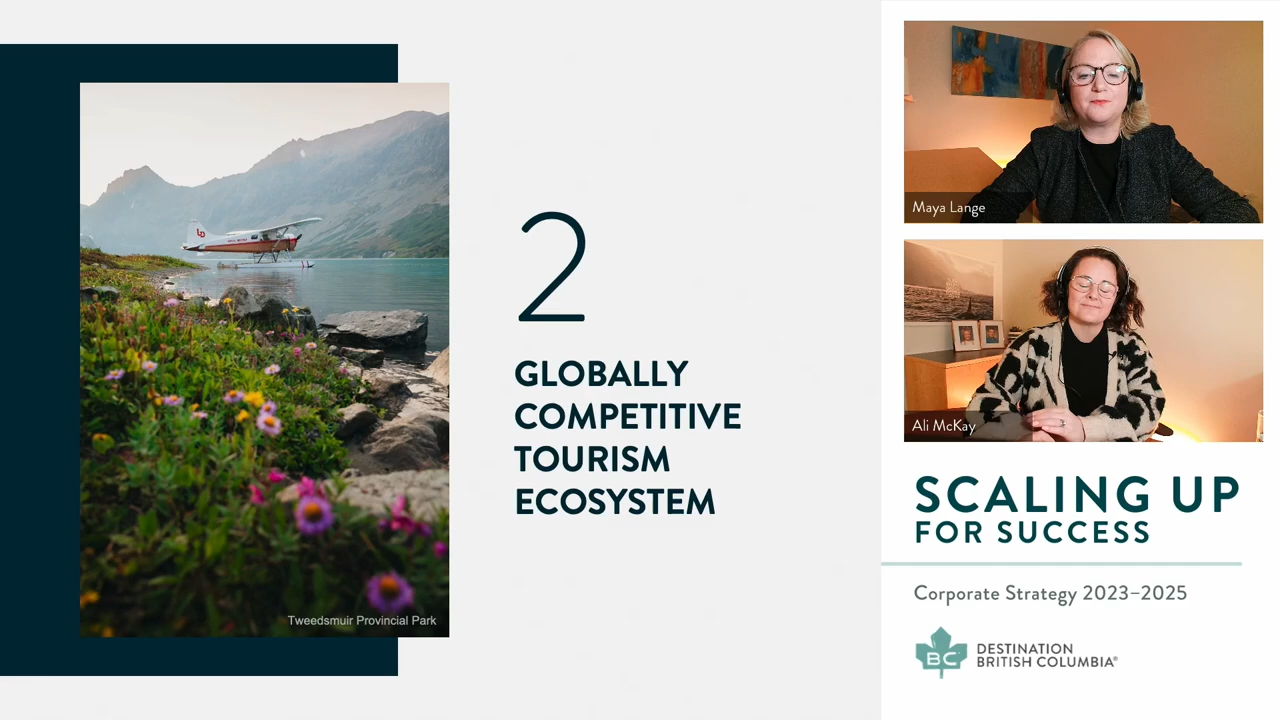 2
GLOBALLY
COMPETITIVE
TOURISM
ECOSYSTEM
Tweedsmuir Provincial Park
Maya Lange
Ali McKay
SCALING UP
FOR SUCCESS
Corporate Strategy 2023–2025
BC
DESTINATION
BRITISH COLUMBIA®